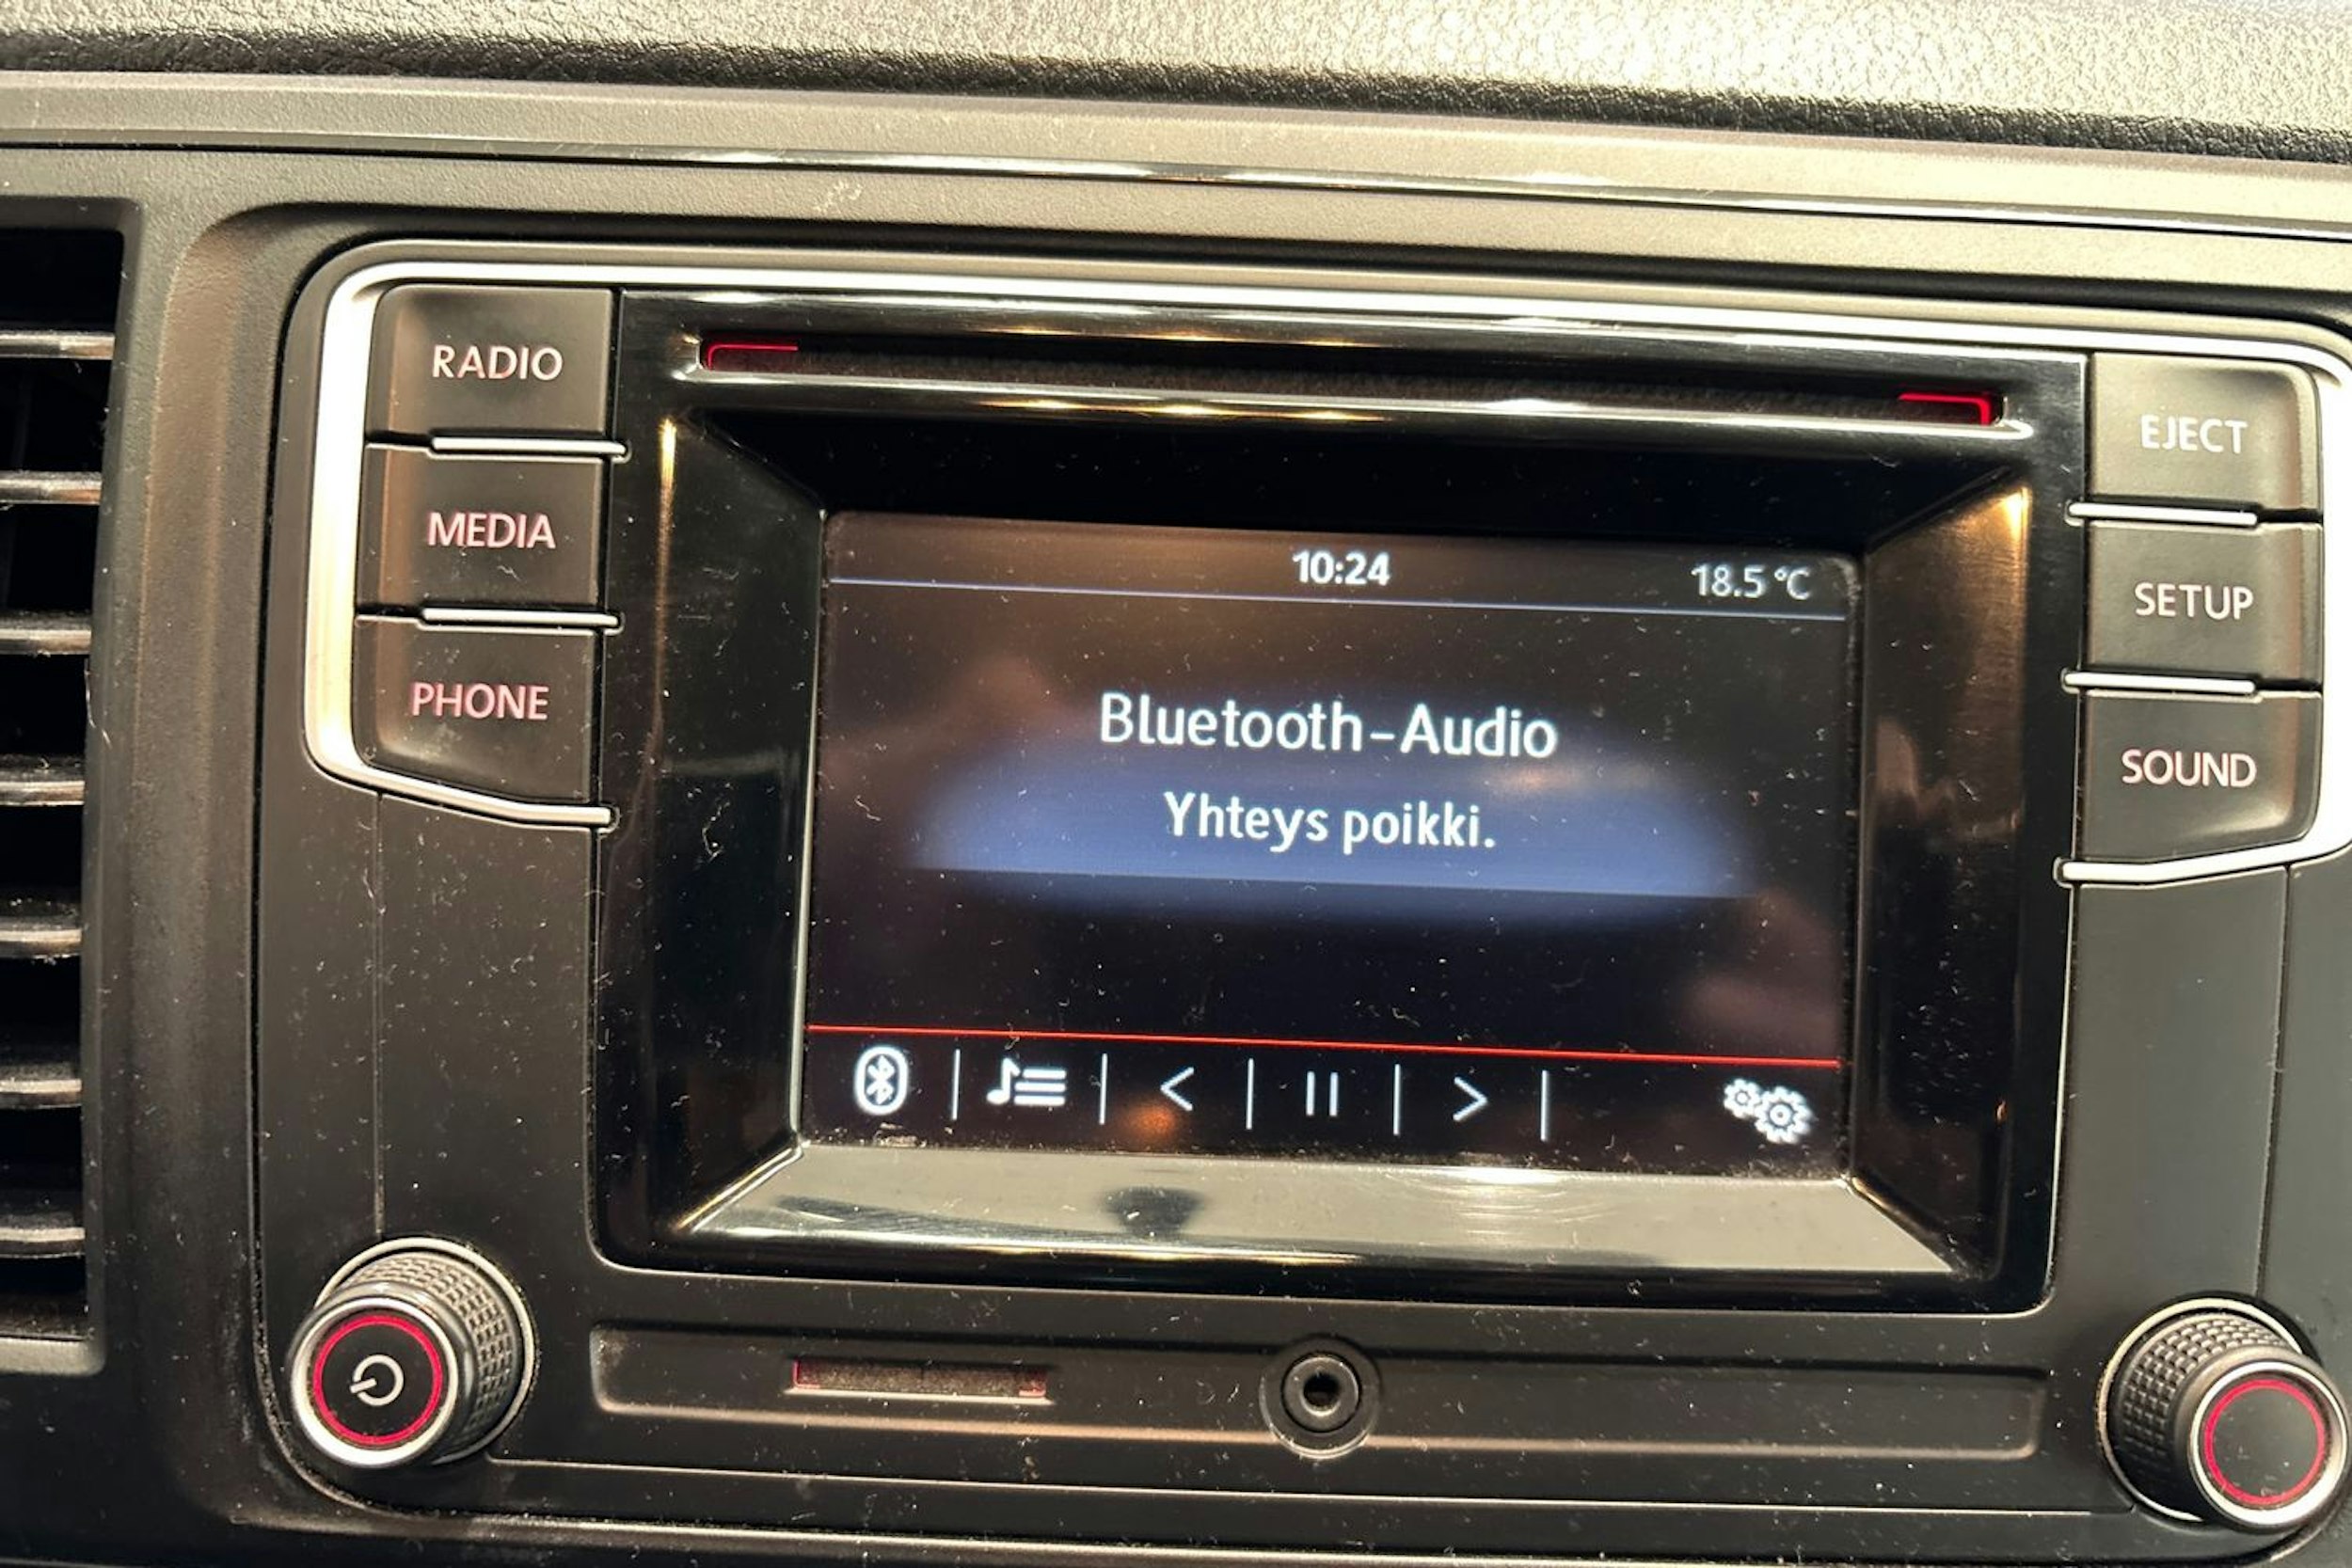 RADIO
MEDIA
PHONE
10:24
18.5 °C
Bluetooth-Audio
Yhteys poikki.
EJECT
SETUP
SOUND